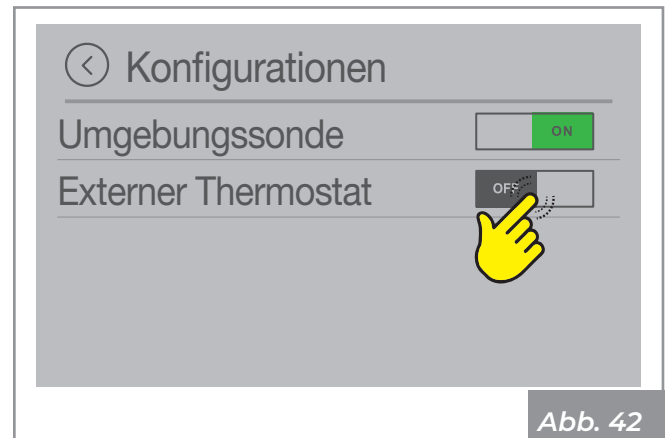 Konfigurationen
Umgebungssonde ON
Externer Thermostat OFF
Abb. 42